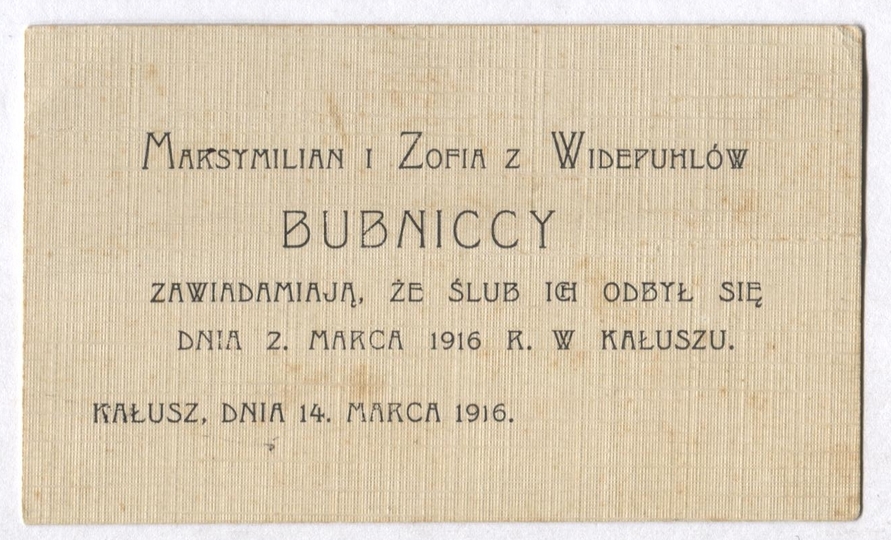 Maksymilian i Zofia z Widepuhlów
BUBNICCY
ZAWIADAMIAJĄ, ŻE ŚLUB ICH ODBYŁ SIĘ
DNIA 2. MARCA 1916 R. W KAŁUSZU.
KAŁUSZ, DNIA 14. MARCA 1916.